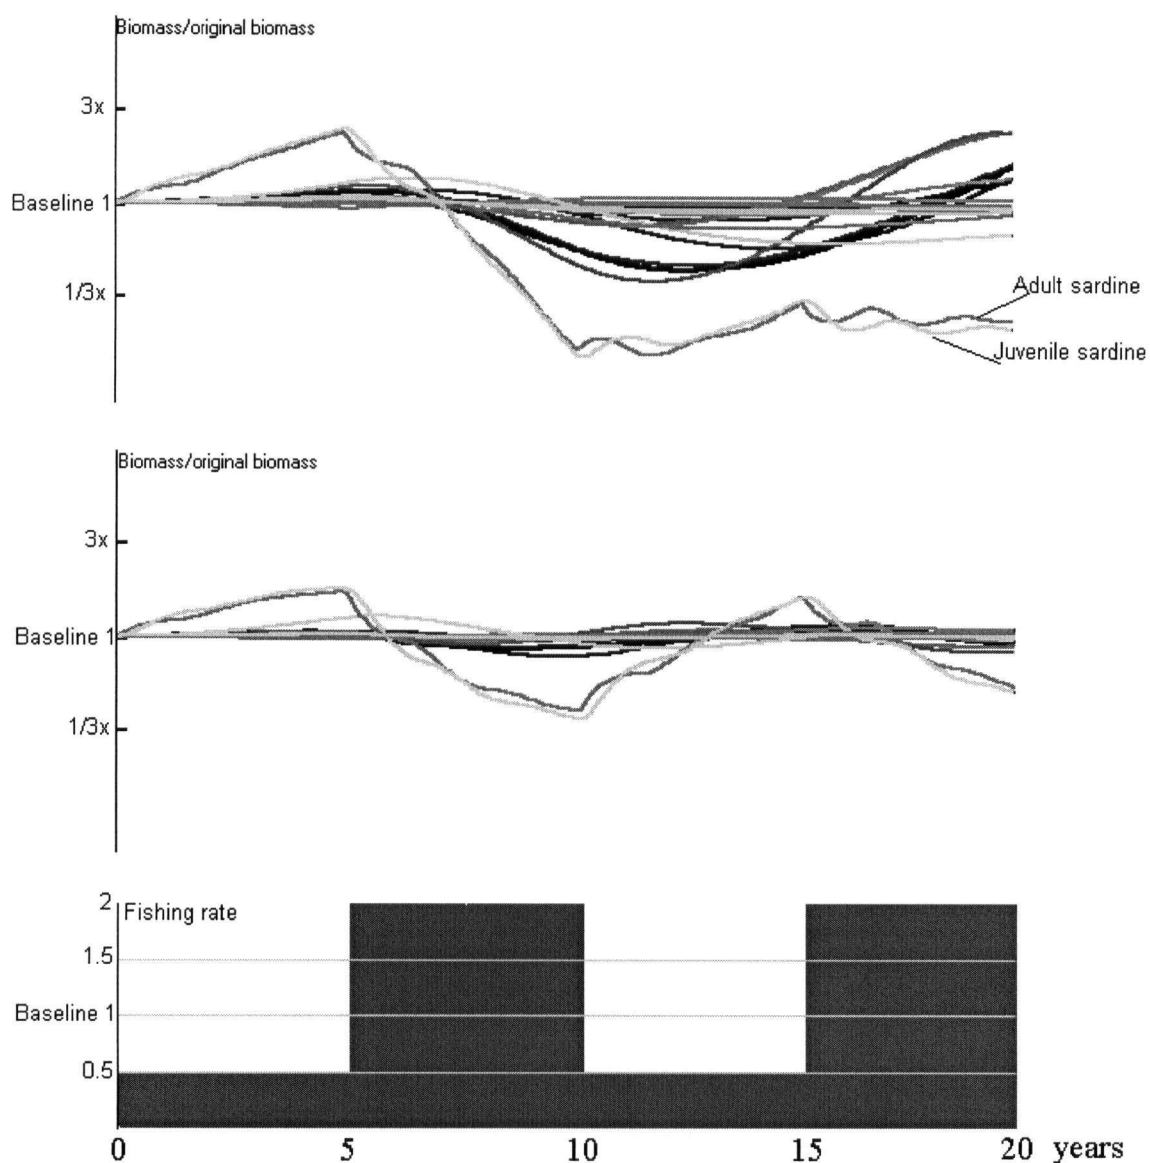 Biomass/original biomass
3x
Baseline 1
1/3x
Adult sardine
Juvenile sardine
Biomass/original biomass
3x
Baseline 1
1/3x
2
Fishing rate
1.5
Baseline 1
0.5
0 5 10 15 20 years